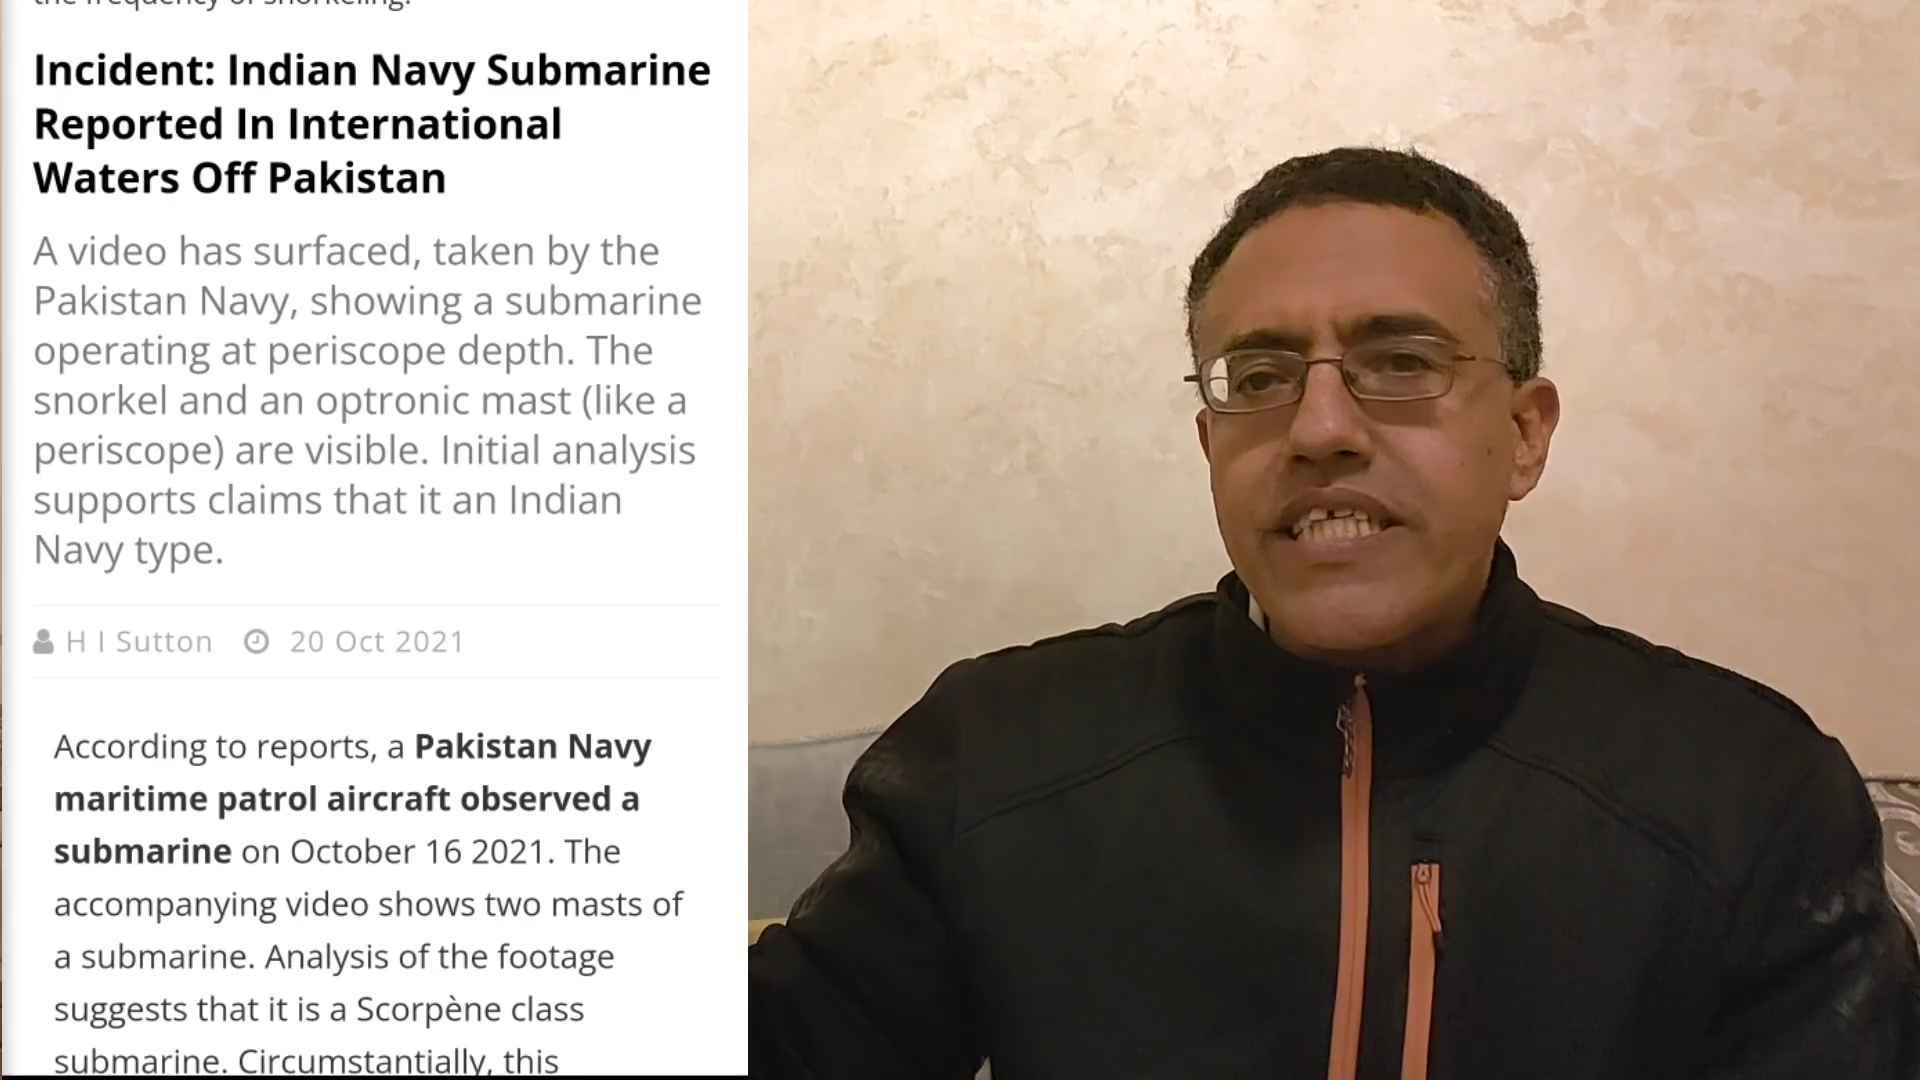 the frequency of snorkeling.
Incident: Indian Navy Submarine
Reported In International
Waters Off Pakistan
A video has surfaced, taken by the
Pakistan Navy, showing a submarine
operating at periscope depth. The
snorkel and an optronic mast (like a
periscope) are visible. Initial analysis
supports claims that it an Indian
Navy type.
H I Sutton 20 Oct 2021
According to reports, a Pakistan Navy
maritime patrol aircraft observed a
submarine on October 16 2021. The
accompanying video shows two masts of
a submarine. Analysis of the footage
suggests that it is a Scorpène class
submarine. Circumstantially, this